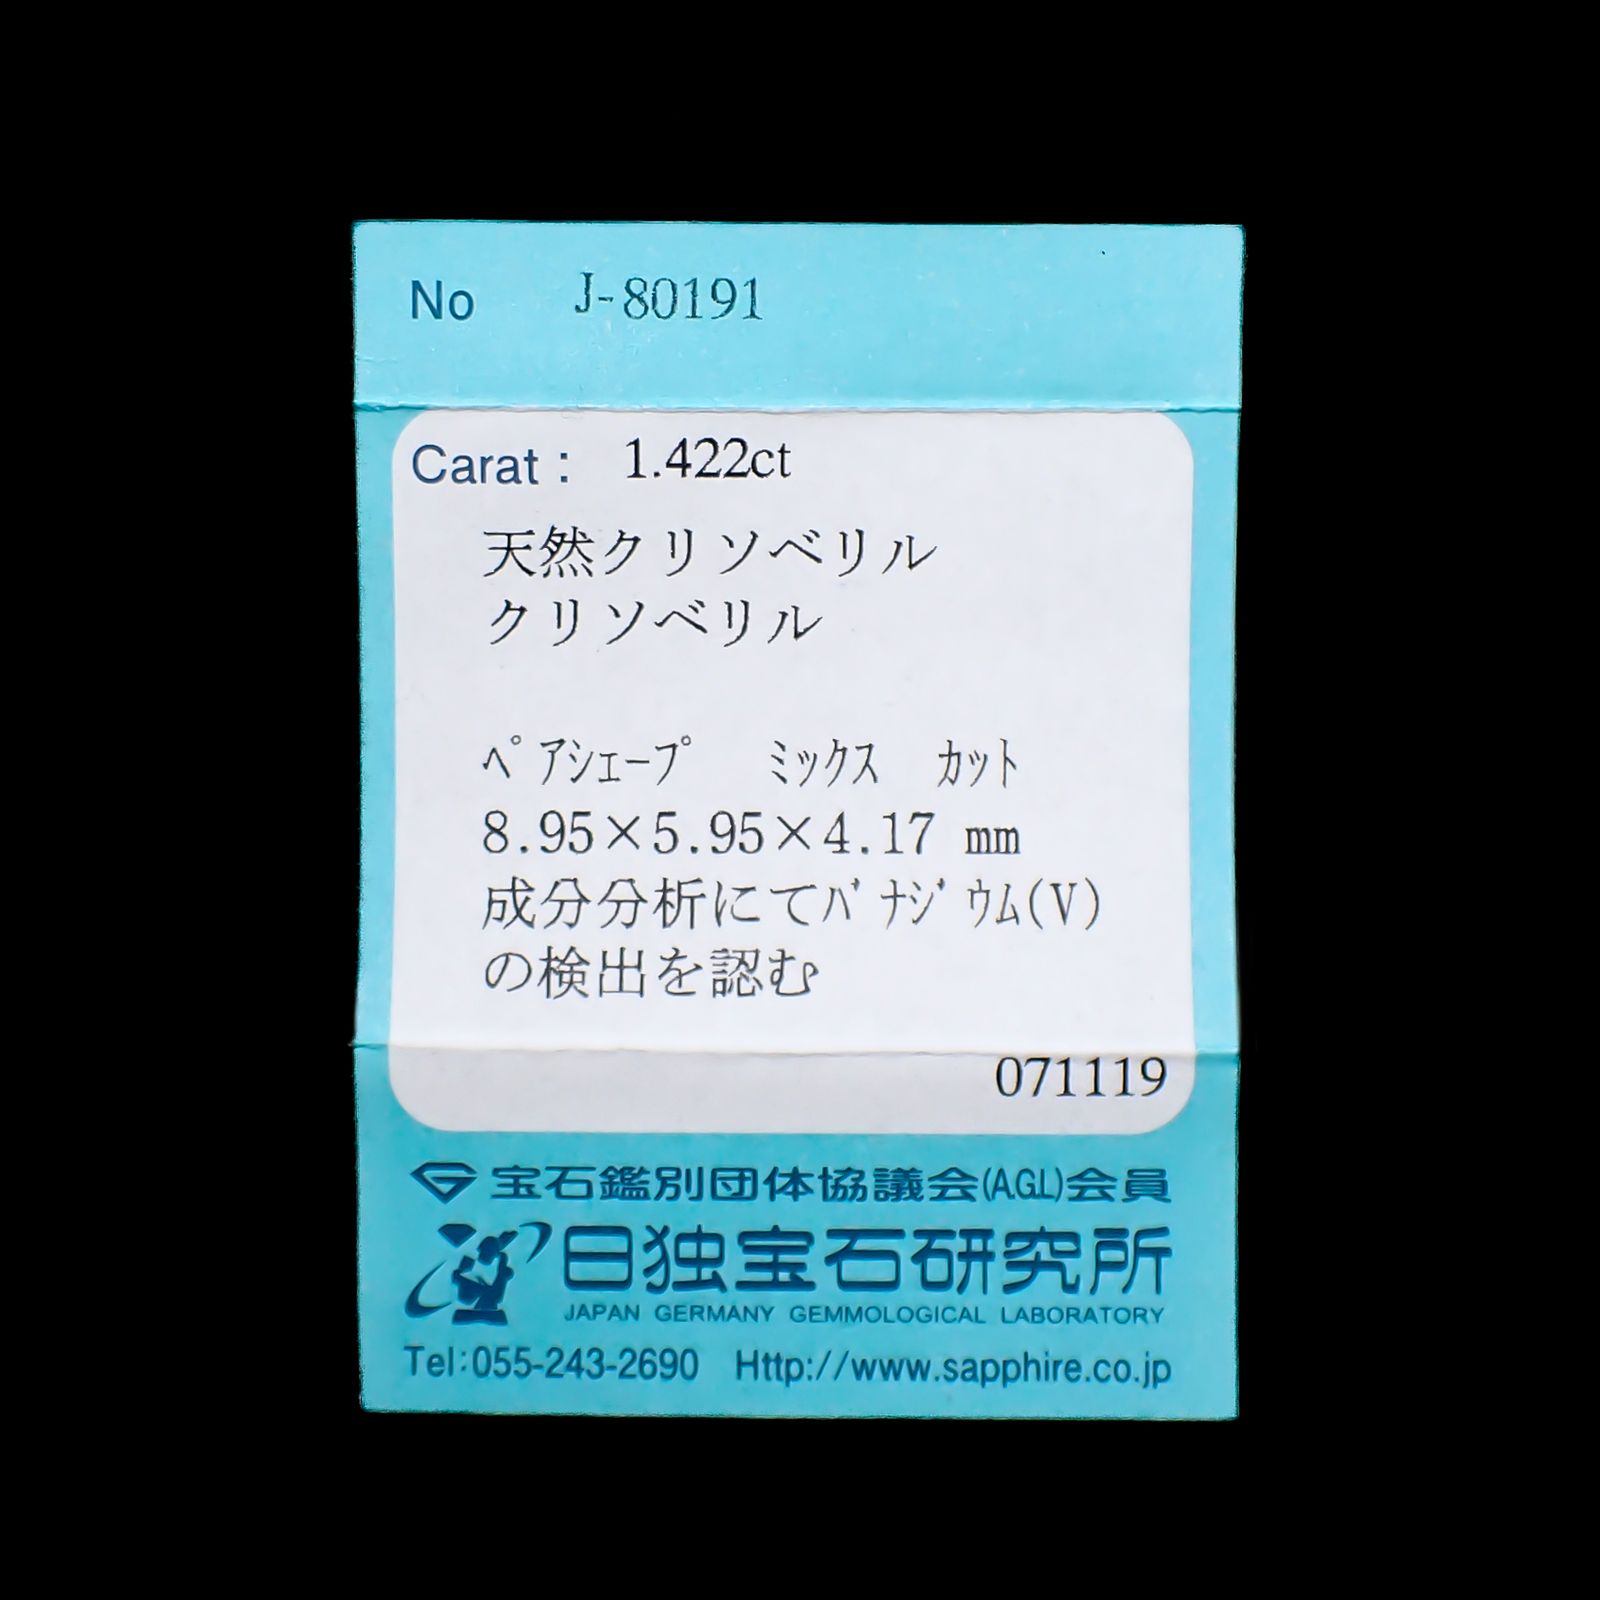 No J-80191
Carat： 1.422ct
天然クリソベリル
クリソベリル
ﾍﾟｱｼｪｰﾌﾟ ﾐｯｸｽ ｶｯﾄ
8.95×5.95×4.17 mm
成分分析にてﾊﾞﾅｼﾞｳﾑ(V)
の検出を認む
071119
宝石鑑別団体協議会(AGL)会員
日独宝石研究所
JAPAN GERMANY GEMMOLOGICAL LABORATORY
Tel:055-243-2690 Http://www.sapphire.co.jp